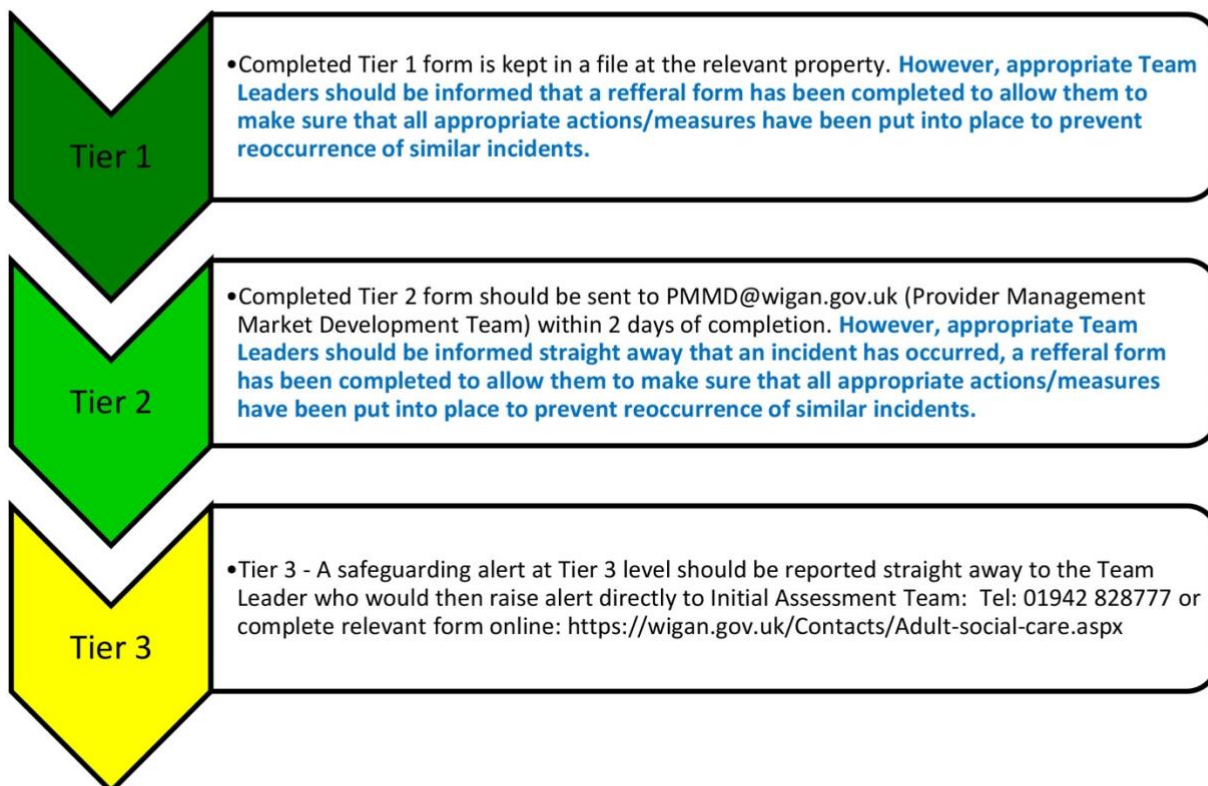 Tier 1
•Completed Tier 1 form is kept in a file at the relevant property. However, appropriate Team
Leaders should be informed that a refferal form has been completed to allow them to
make sure that all appropriate actions/measures have been put into place to prevent
reoccurrence of similar incidents.
Tier 2
•Completed Tier 2 form should be sent to PMMD@wigan.gov.uk (Provider Management
Market Development Team) within 2 days of completion. However, appropriate Team
Leaders should be informed straight away that an incident has occurred, a refferal form
has been completed to allow them to make sure that all appropriate actions/measures
have been put into place to prevent reoccurrence of similar incidents.
Tier 3
•Tier 3 - A safeguarding alert at Tier 3 level should be reported straight away to the Team
Leader who would then raise alert directly to Initial Assessment Team:  Tel: 01942 828777 or
complete relevant form online: https://wigan.gov.uk/Contacts/Adult-social-care.aspx